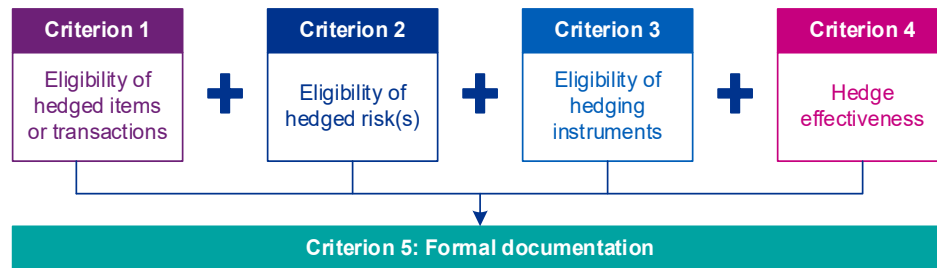 Criterion 1
Eligibility of
hedged items
or transactions
Criterion 2
Eligibility of
hedged risk(s)
Criterion 3
Eligibility of
hedging
instruments
Criterion 4
Hedge
effectiveness
Criterion 5: Formal documentation